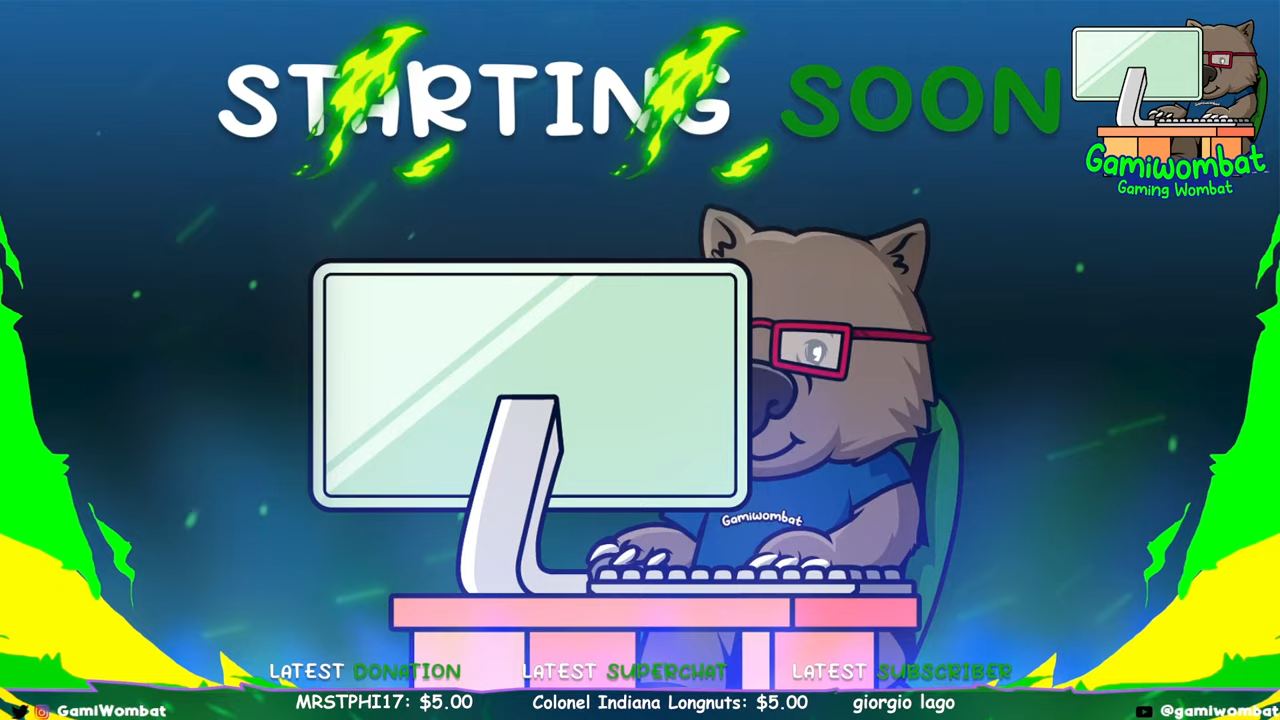 STARTING SOON
Gamiwombat
Gaming Wombat
Gamiwombat
LATEST DONATION
LATEST SUPERCHAT
LATEST SUBSCRIBER
MRSTPHI17: $5.00
Colonel Indiana Longnuts: $5.00
giorgio lago
GamiWombat
@gamiwombat